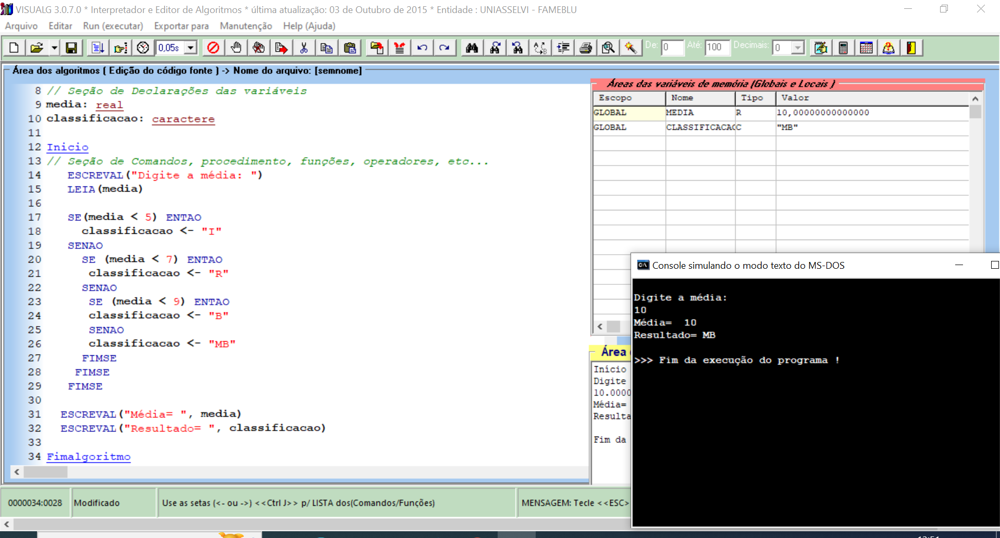 VISUALG 3.0.7.0 * Interpretador e Editor de Algoritmos * última atualização: 03 de Outubro de 2015 * Entidade : UNIASSELVI - FAMEBLU
Arquivo Editar Run (executar) Exportar para Manutenção Help (Ajuda)
0,05s De: 0 Até: 100 Decimais: 0
Área dos algoritmos ( Edição do código fonte ) -> Nome do arquivo: [semnome]
8 // Seção de Declarações das variáveis
9 media: real
10 classificacao: caractere
11
12 Inicio
13 // Seção de Comandos, procedimento, funções, operadores, etc...
14 ESCREVAL("Digite a média: ")
15 LEIA(media)
16
17 SE(media < 5) ENTAO
18 classificacao <- "I"
19 SENAO
20 SE (media < 7) ENTAO
21 classificacao <- "R"
22 SENAO
23 SE (media < 9) ENTAO
24 classificacao <- "B"
25 SENAO
26 classificacao <- "MB"
27 FIMSE
28 FIMSE
29 FIMSE
30
31 ESCREVAL("Média= ", media)
32 ESCREVAL("Resultado= ", classificacao)
33
34 Fimalgoritmo
Áreas das variáveis de memória (Globais e Locais )
Escopo Nome Tipo Valor
GLOBAL MEDIA R 10,00000000000000
GLOBAL CLASSIFICACAO C "MB"
Área
Início
Digite
10.0000
Média=
Resulta
Fim da
C:\ Console simulando o modo texto do MS-DOS
Digite a média:
10
Média= 10
Resultado= MB
>>> Fim da execução do programa !
0000034:0028 Modificado Use as setas (<- ou ->) <<Ctrl J>> p/ LISTA dos(Comandos/Funções) MENSAGEM: Tecle <<ESC>